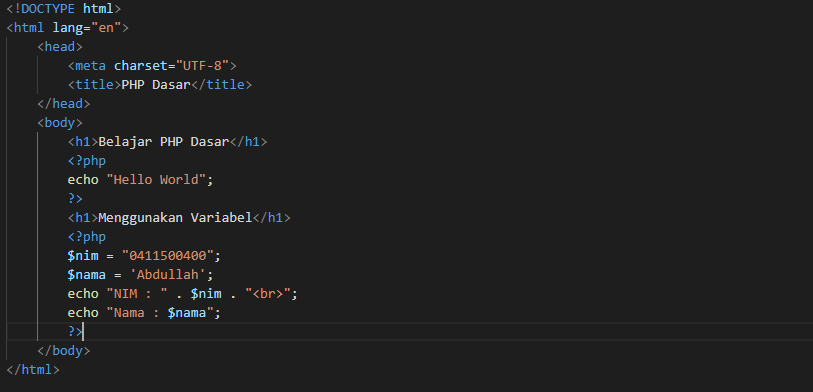 <!DOCTYPE html>
<html lang="en">
    <head>
        <meta charset="UTF-8">
        <title>PHP Dasar</title>
    </head>
    <body>
        <h1>Belajar PHP Dasar</h1>
        <?php
        echo "Hello World";
        ?>
        <h1>Menggunakan Variabel</h1>
        <?php
        $nim = "0411500400";
        $nama = 'Abdullah';
        echo "NIM : " . $nim . "<br>";
        echo "Nama : $nama";
        ?>
    </body>
</html>